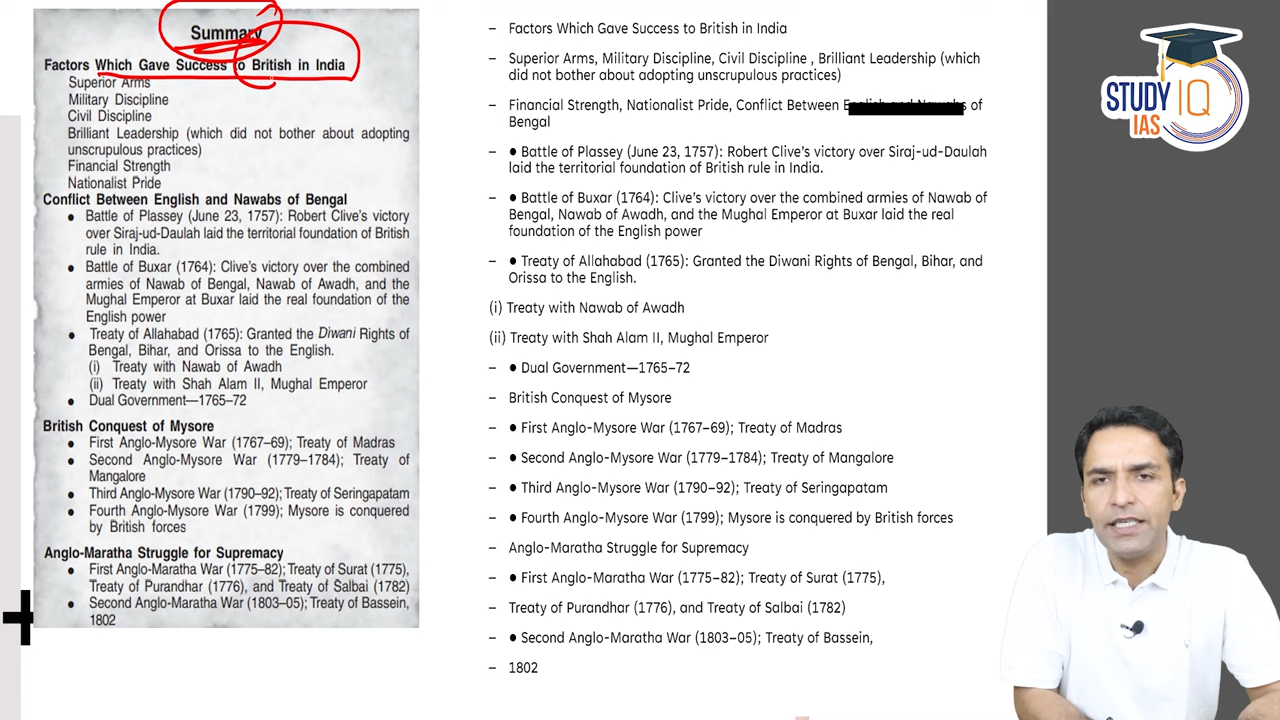 Summary
Factors Which Gave Success to British in India
Superior Arms
Military Discipline
Civil Discipline
Brilliant Leadership (which did not bother about adopting
unscrupulous practices)
Financial Strength
Nationalist Pride
Conflict Between English and Nawabs of Bengal
● Battle of Plassey (June 23, 1757): Robert Clive's victory
over Siraj-ud-Daulah laid the territorial foundation of British
rule in India.
● Battle of Buxar (1764): Clive's victory over the combined
armies of Nawab of Bengal, Nawab of Awadh, and the
Mughal Emperor at Buxar laid the real foundation of the
English power
● Treaty of Allahabad (1765): Granted the Diwani Rights of
Bengal, Bihar, and Orissa to the English.
(i) Treaty with Nawab of Awadh
(ii) Treaty with Shah Alam II, Mughal Emperor
● Dual Government—1765–72
British Conquest of Mysore
● First Anglo-Mysore War (1767–69); Treaty of Madras
● Second Anglo-Mysore War (1779–1784); Treaty of
Mangalore
● Third Anglo-Mysore War (1790–92); Treaty of Seringapatam
● Fourth Anglo-Mysore War (1799); Mysore is conquered
by British forces
Anglo-Maratha Struggle for Supremacy
● First Anglo-Maratha War (1775–82); Treaty of Surat (1775),
Treaty of Purandhar (1776), and Treaty of Salbai (1782)
● Second Anglo-Maratha War (1803–05); Treaty of Bassein,
1802
– Factors Which Gave Success to British in India
– Superior Arms, Military Discipline, Civil Discipline , Brilliant Leadership (which
did not bother about adopting unscrupulous practices)
– Financial Strength, Nationalist Pride, Conflict Between of
Bengal
– ● Battle of Plassey (June 23, 1757): Robert Clive's victory over Siraj-ud-Daulah
laid the territorial foundation of British rule in India.
– ● Battle of Buxar (1764): Clive's victory over the combined armies of Nawab of
Bengal, Nawab of Awadh, and the Mughal Emperor at Buxar laid the real
foundation of the English power
– ● Treaty of Allahabad (1765): Granted the Diwani Rights of Bengal, Bihar, and
Orissa to the English.
(i) Treaty with Nawab of Awadh
(ii) Treaty with Shah Alam II, Mughal Emperor
– ● Dual Government—1765–72
– British Conquest of Mysore
– ● First Anglo-Mysore War (1767–69); Treaty of Madras
– ● Second Anglo-Mysore War (1779–1784); Treaty of Mangalore
– ● Third Anglo-Mysore War (1790–92); Treaty of Seringapatam
– ● Fourth Anglo-Mysore War (1799); Mysore is conquered by British forces
– Anglo-Maratha Struggle for Supremacy
– ● First Anglo-Maratha War (1775–82); Treaty of Surat (1775),
– Treaty of Purandhar (1776), and Treaty of Salbai (1782)
– ● Second Anglo-Maratha War (1803–05); Treaty of Bassein,
– 1802
STUDY IQ
IAS